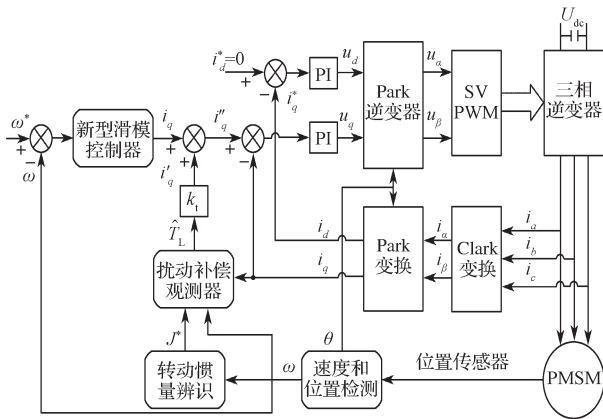 U_dc
i*_d=0
+
−
i*_q
PI
u_d
Park
逆变器
u_α
SV
PWM
三相
逆变器
ω*
+
−
ω
新型滑模
控制器
i_q
+
+
i″_q
+
−
PI
u_q
u_β
i′_q
k_t
T̂_L
扰动补偿
观测器
i_d
i_q
Park
变换
i_α
i_β
Clark
变换
i_a
i_b
i_c
J*
θ
转动惯
量辨识
ω
速度和
位置检测
位置传感器
PMSM